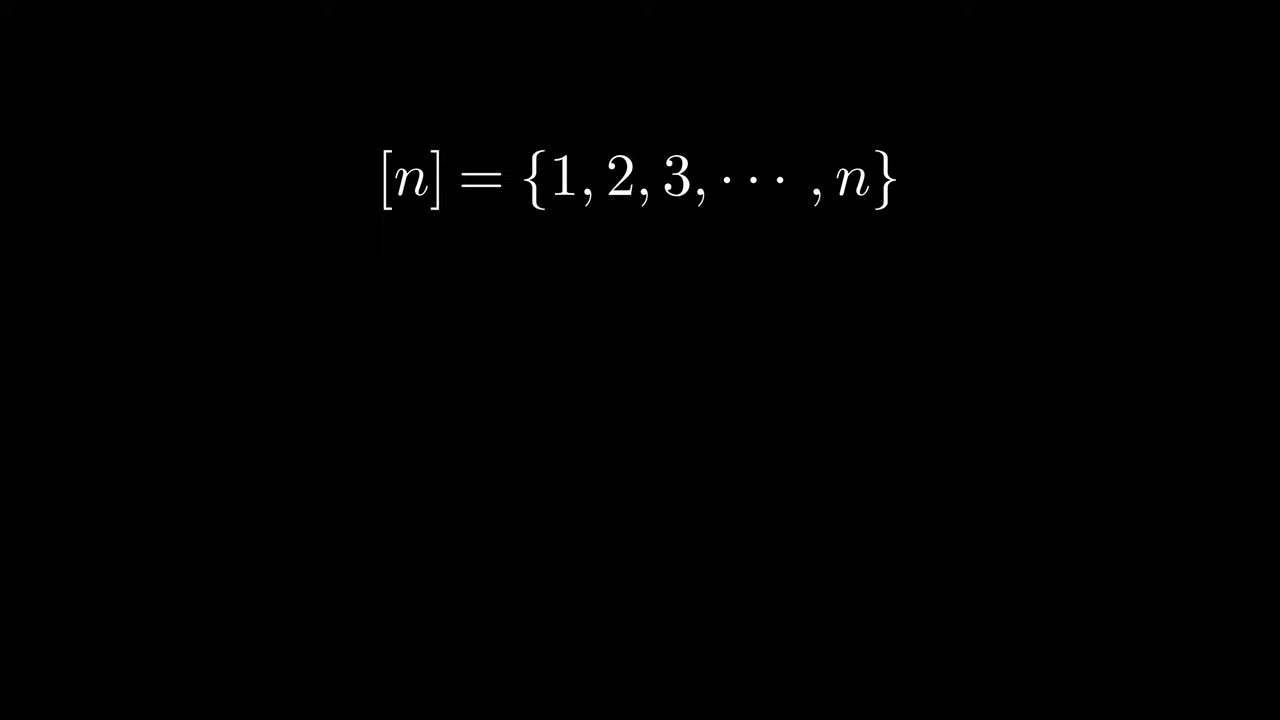 [n] = {1, 2, 3, ⋯ , n}